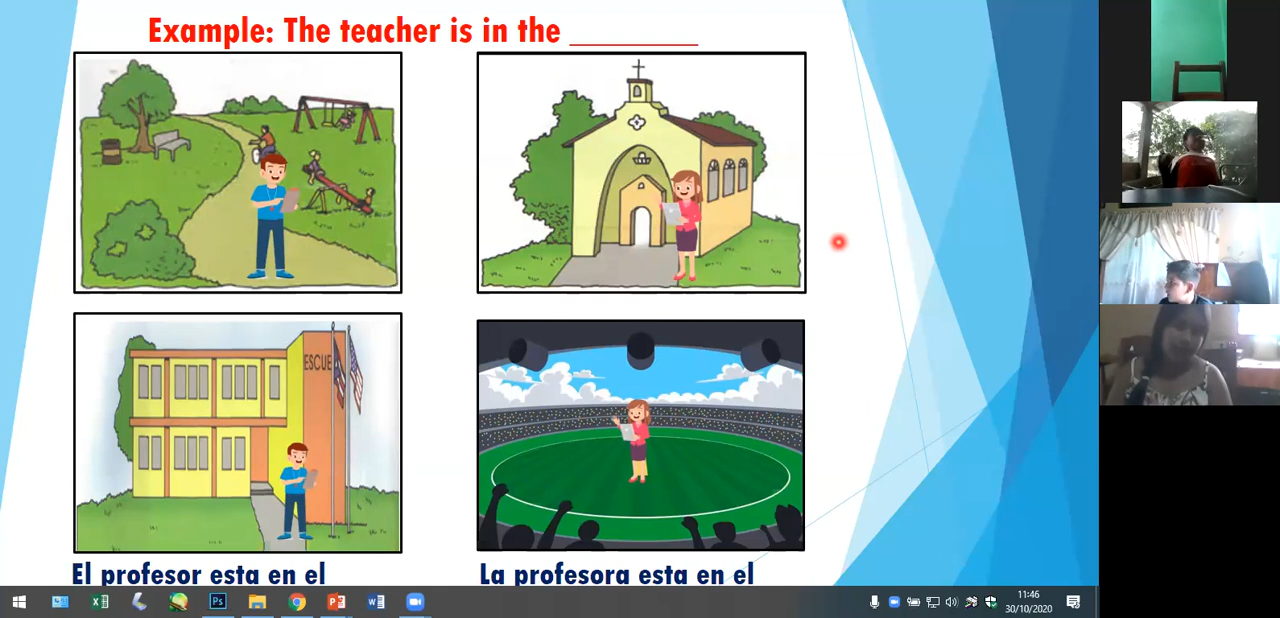 Example: The teacher is in the ________
ESCUE
El profesor esta en el
La profesora esta en el
11:46
30/10/2020